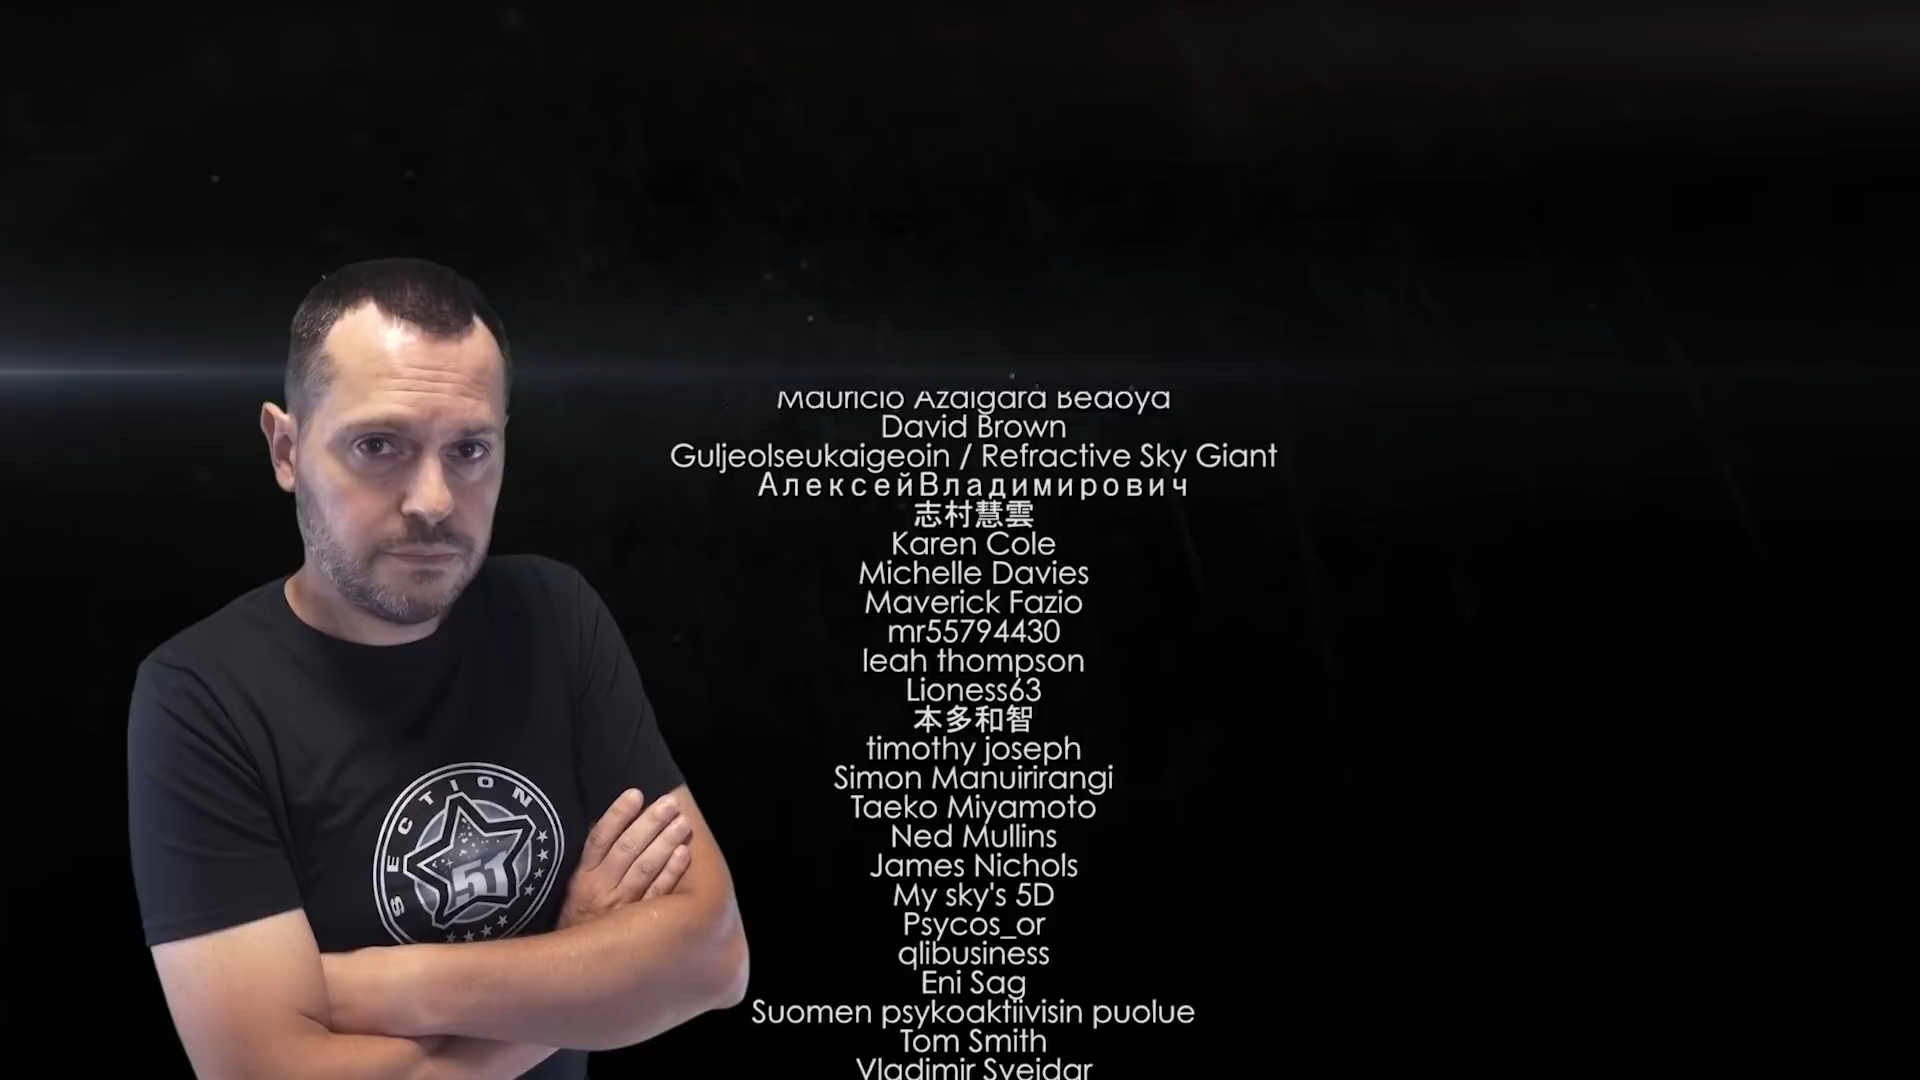 Mauricio Azalgara Bedoya
David Brown
Guljeolseukaigeoin / Refractive Sky Giant
АлексейВладимирович
志村慧雲
Karen Cole
Michelle Davies
Maverick Fazio
mr55794430
leah thompson
Lioness63
本多和智
timothy joseph
Simon Manuirirangi
Taeko Miyamoto
Ned Mullins
James Nichols
My sky's 5D
Psycos_or
qlibusiness
Eni Sag
Suomen psykoaktiivisin puolue
Tom Smith
Vladimir Sveidar
SECTION
51